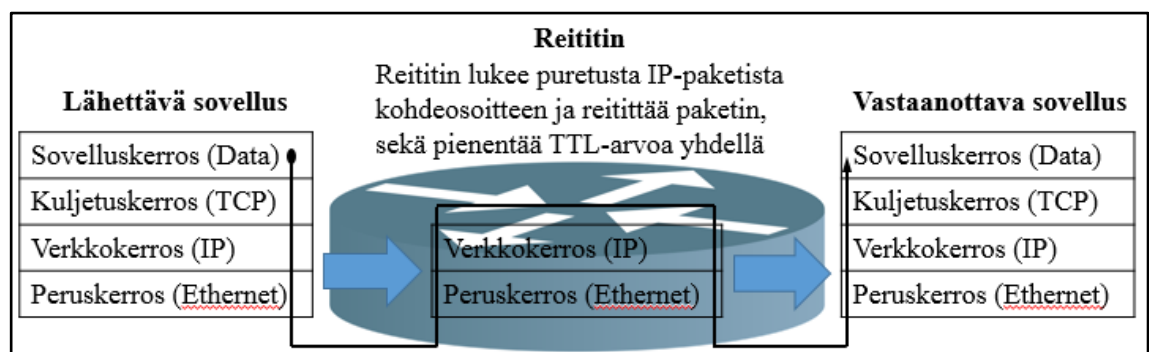 Reititin
Reititin lukee puretusta IP-paketista
kohdeosoitteen ja reitittää paketin,
sekä pienentää TTL-arvoa yhdellä
Lähettävä sovellus
Sovelluskerros (Data)
Kuljetuskerros (TCP)
Verkkokerros (IP)
Peruskerros (Ethernet)
Verkkokerros (IP)
Peruskerros (Ethernet)
Vastaanottava sovellus
Sovelluskerros (Data)
Kuljetuskerros (TCP)
Verkkokerros (IP)
Peruskerros (Ethernet)